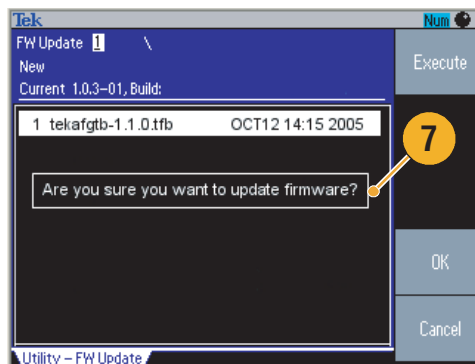 Tek
Num
FW Update 1 \
New
Current 1.0.3-01, Build:
Execute
1 tekafgtb-1.1.0.tfb OCT12 14:15 2005
7
Are you sure you want to update firmware?
OK
Cancel
Utility - FW Update